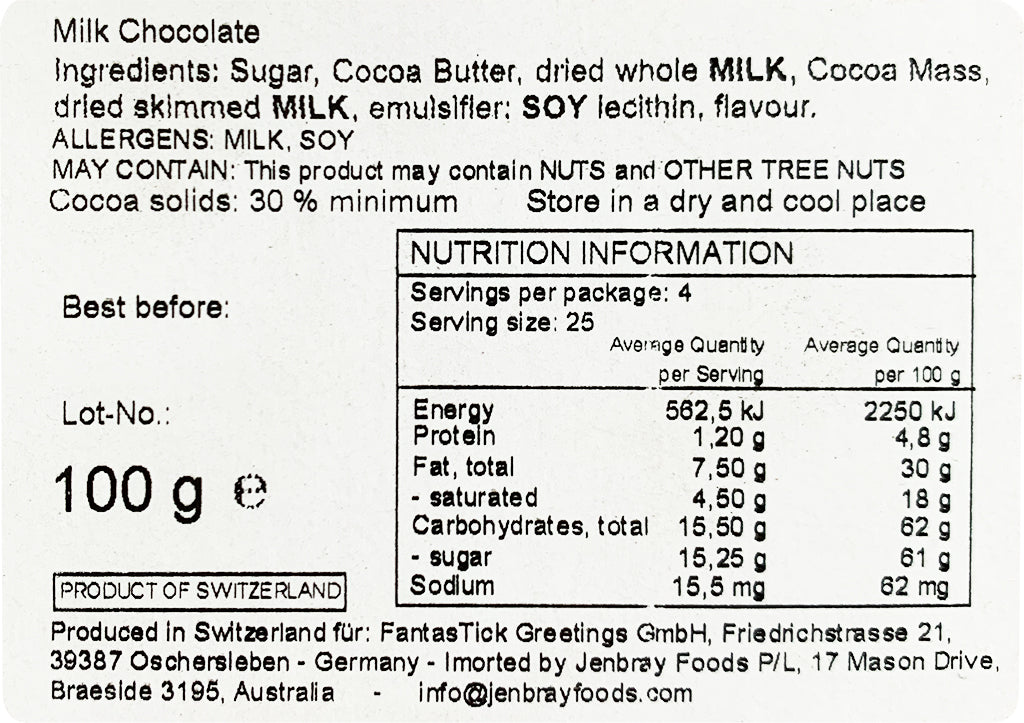 Milk Chocolate
Ingredients: Sugar, Cocoa Butter, dried whole MILK, Cocoa Mass,
dried skimmed MILK, emulsifier: SOY lecithin, flavour.
ALLERGENS: MILK, SOY
MAY CONTAIN: This product may contain NUTS and OTHER TREE NUTS
Cocoa solids: 30 % minimum Store in a dry and cool place
Best before:
Lot-No.:
100 g ℮
PRODUCT OF SWITZERLAND
NUTRITION INFORMATION
Servings per package: 4
Serving size: 25
Average Quantity Average Quantity
per Serving per 100 g
Energy 562,5 kJ 2250 kJ
Protein 1,20 g 4,8 g
Fat, total 7,50 g 30 g
- saturated 4,50 g 18 g
Carbohydrates, total 15,50 g 62 g
- sugar 15,25 g 61 g
Sodium 15,5 mg 62 mg
Produced in Switzerland für: FantasTick Greetings GmbH, Friedrichstrasse 21,
39387 Oschersleben - Germany - Imorted by Jenbray Foods P/L, 17 Mason Drive,
Braeside 3195, Australia - info@jenbrayfoods.com